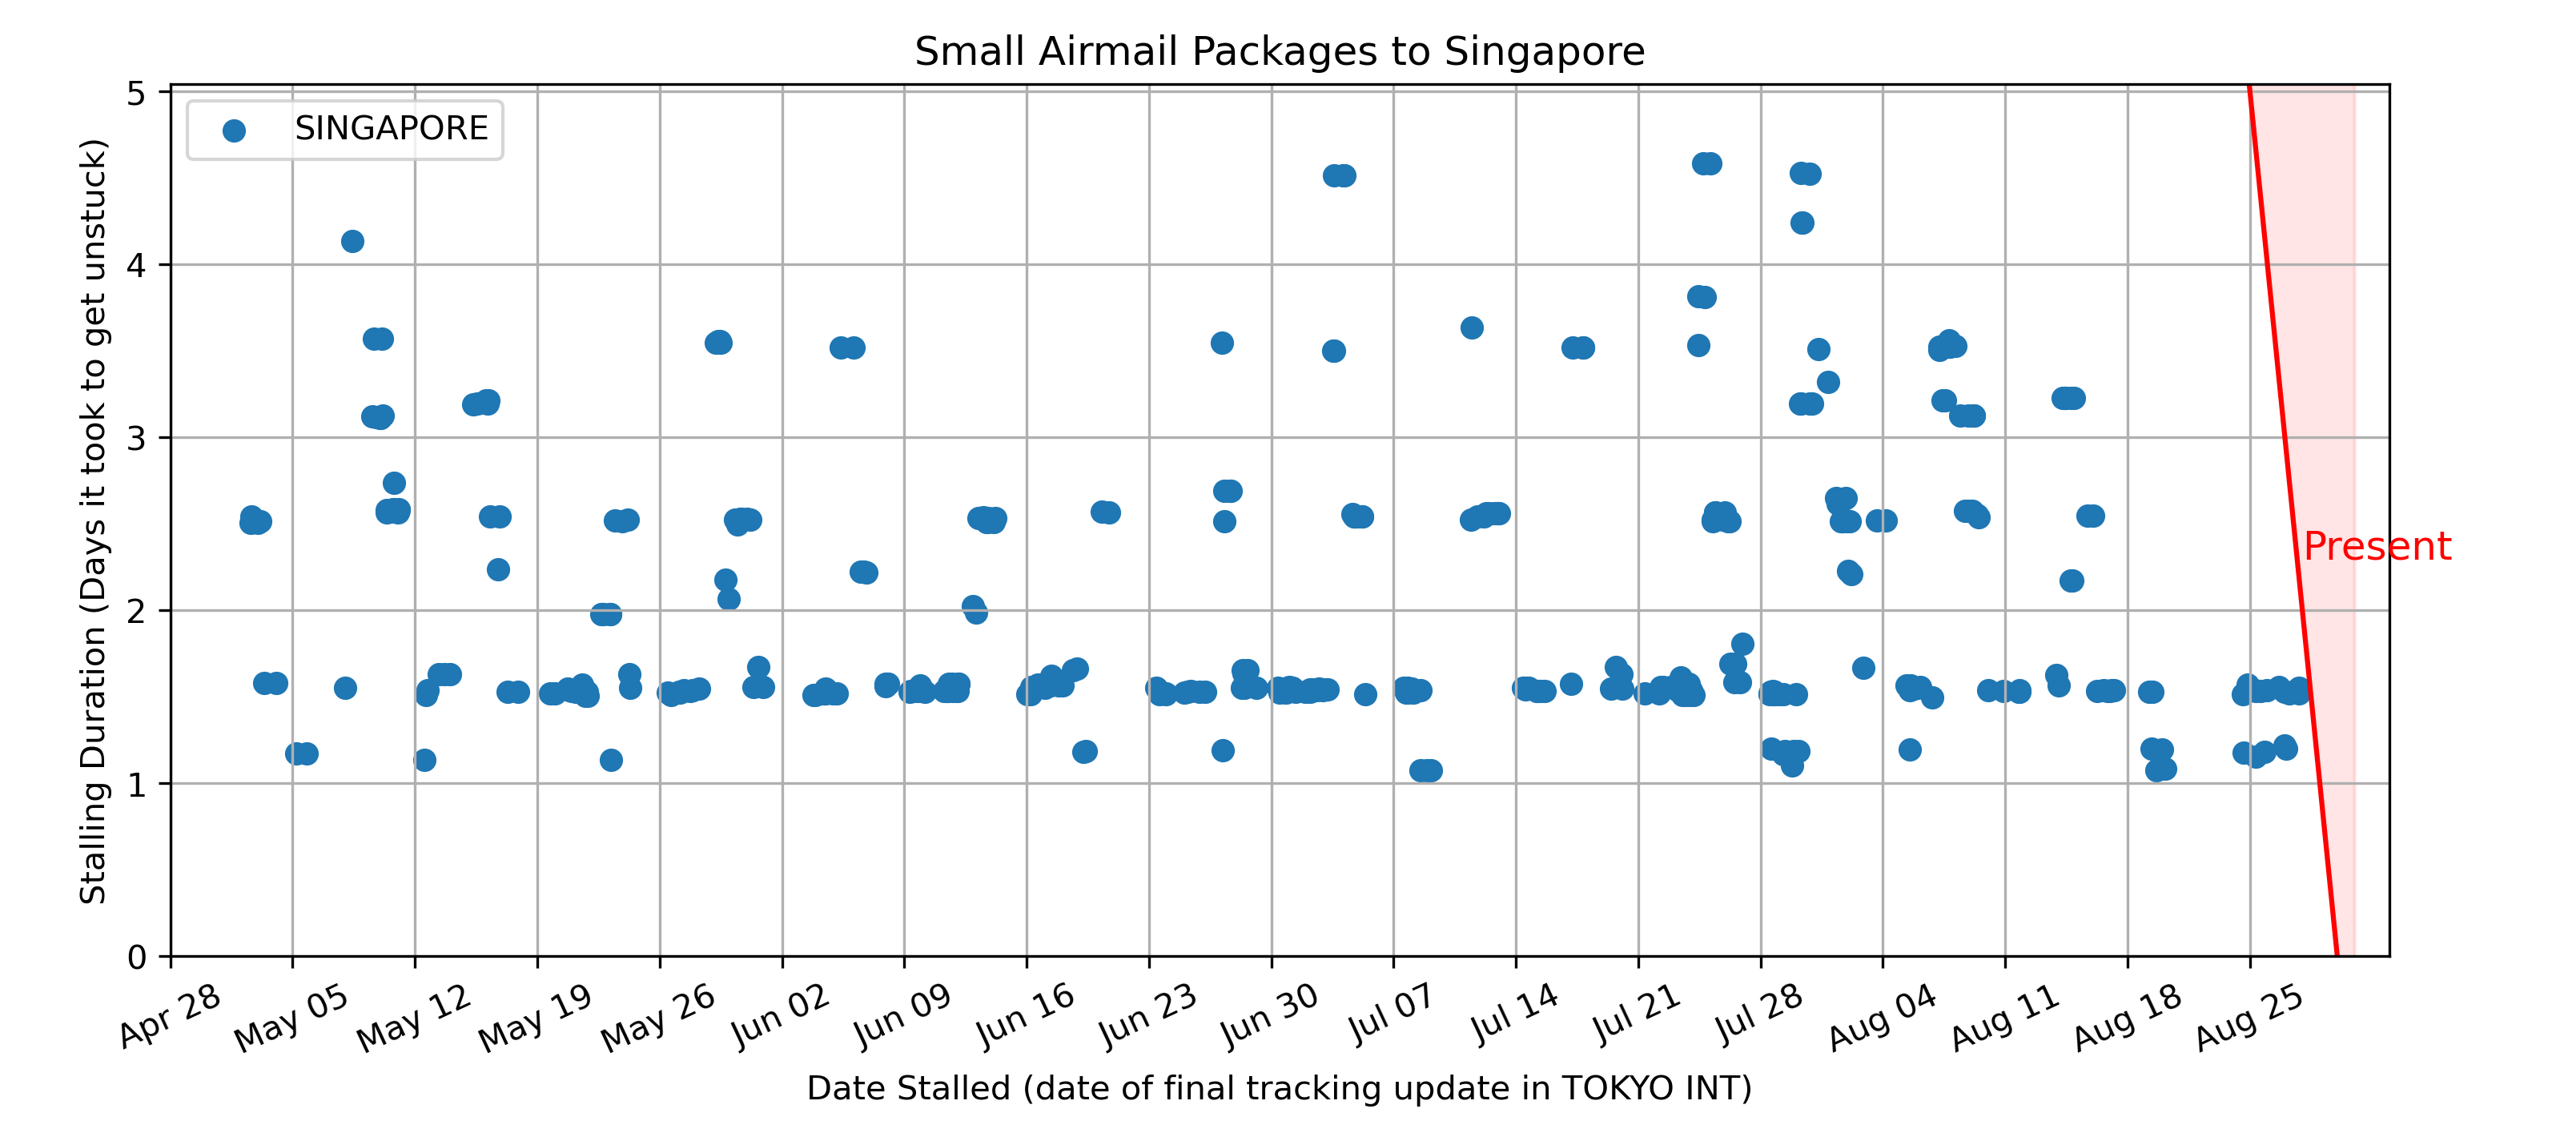 Small Airmail Packages to Singapore
SINGAPORE
Stalling Duration (Days it took to get unstuck)
5
4
3
2
1
0
Present
Apr 28
May 05
May 12
May 19
May 26
Jun 02
Jun 09
Jun 16
Jun 23
Jun 30
Jul 07
Jul 14
Jul 21
Jul 28
Aug 04
Aug 11
Aug 18
Aug 25
Date Stalled (date of final tracking update in TOKYO INT)